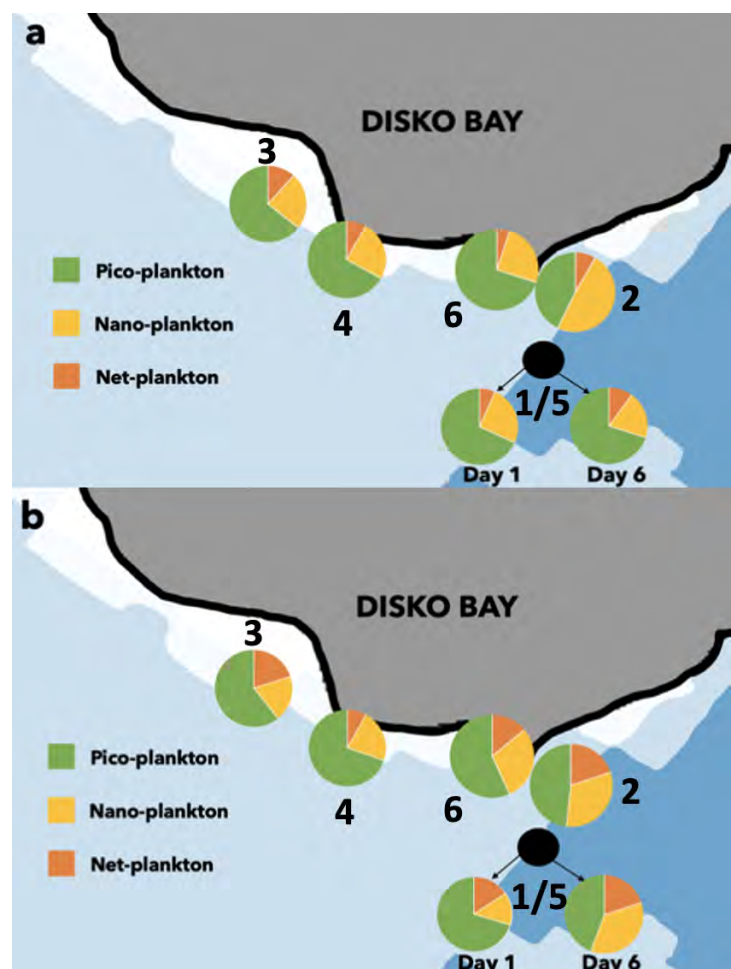 a
DISKO BAY
3
Pico-plankton
Nano-plankton
Net-plankton
4
6
2
1/5
Day 1
Day 6
b
DISKO BAY
3
Pico-plankton
Nano-plankton
Net-plankton
4
6
2
1/5
Day 1
Day 6